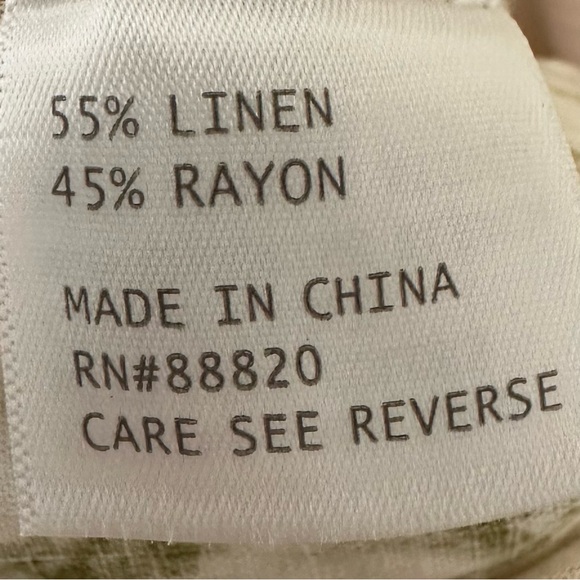 55% LINEN
45% RAYON
MADE IN CHINA
RN#88820
CARE SEE REVERSE